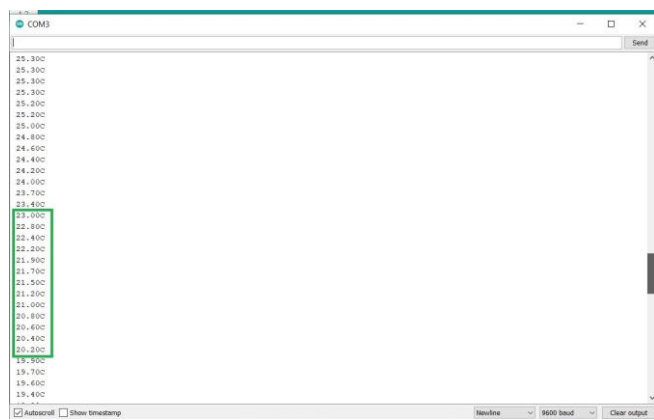 COM3
Send
25.30C
25.30C
25.30C
25.30C
25.20C
25.20C
25.00C
24.80C
24.60C
24.40C
24.20C
24.00C
23.70C
23.40C
23.00C
22.80C
22.40C
22.20C
21.90C
21.70C
21.50C
21.20C
21.00C
20.80C
20.60C
20.40C
20.20C
19.90C
19.70C
19.60C
19.40C
Autoscroll Show timestamp Newline 9600 baud Clear output